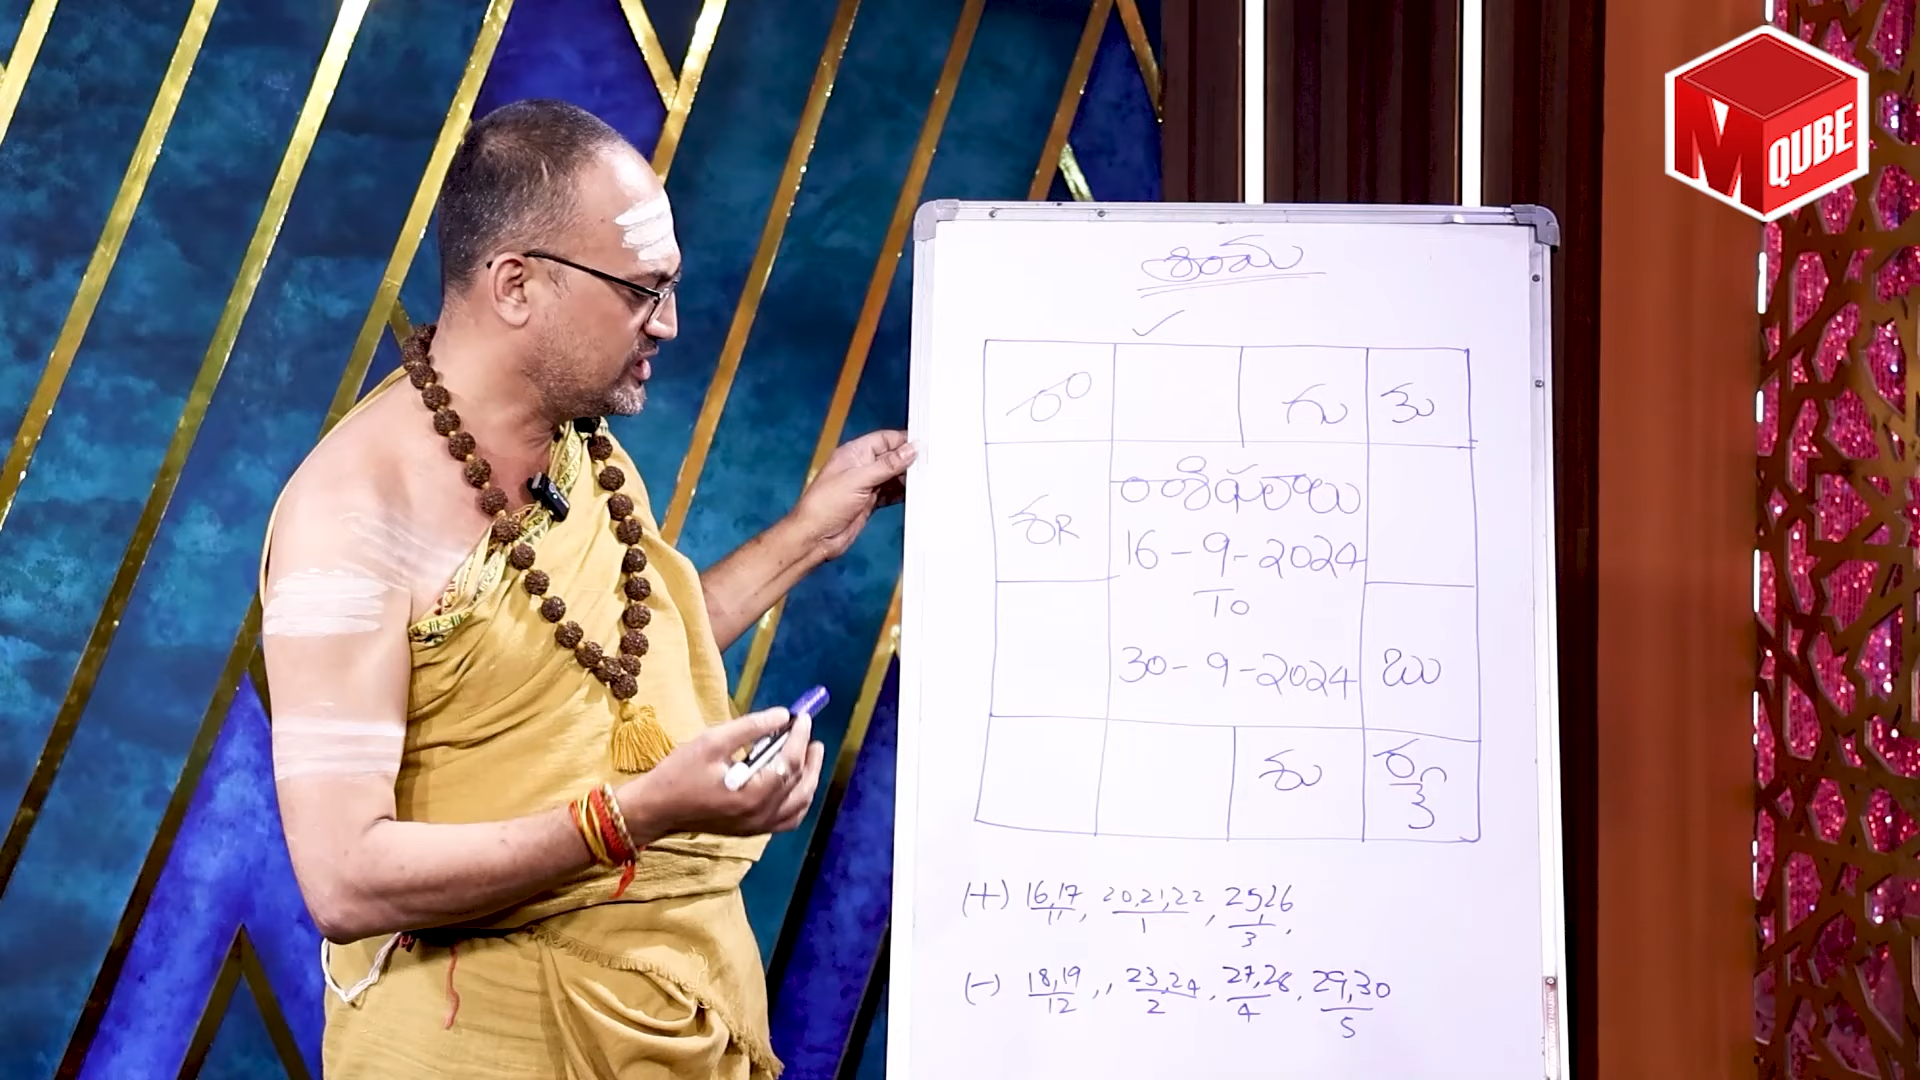 M QUBE
రా గు కు
రాశిఫలాలు
శR
16-9-2024
To
30-9-2024
బు
శు ర
కే
(+) 16,17 20,21,22 25,26
11, 1, 3,
(-) 18,19 ,, 23,24 , 27,28 , 29,30
12 2 4 5